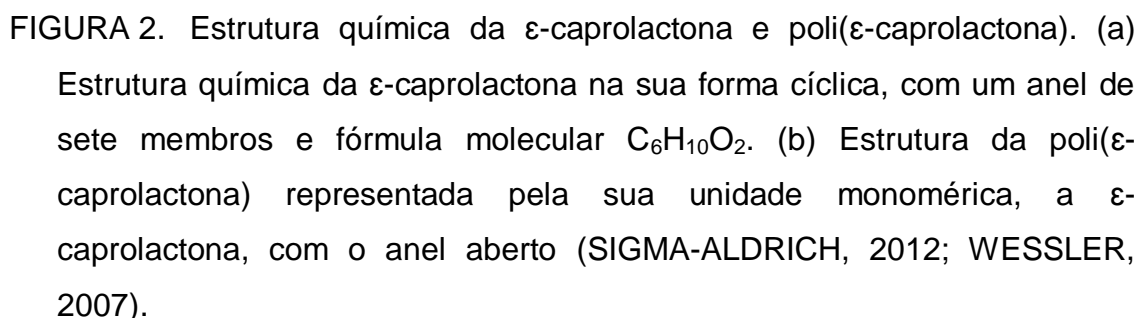 FIGURA 2. Estrutura química da ε-caprolactona e poli(ε-caprolactona). (a)
Estrutura química da ε-caprolactona na sua forma cíclica, com um anel de
sete membros e fórmula molecular C₆H₁₀O₂. (b) Estrutura da poli(ε-
caprolactona) representada pela sua unidade monomérica, a ε-
caprolactona, com o anel aberto (SIGMA-ALDRICH, 2012; WESSLER,
2007).